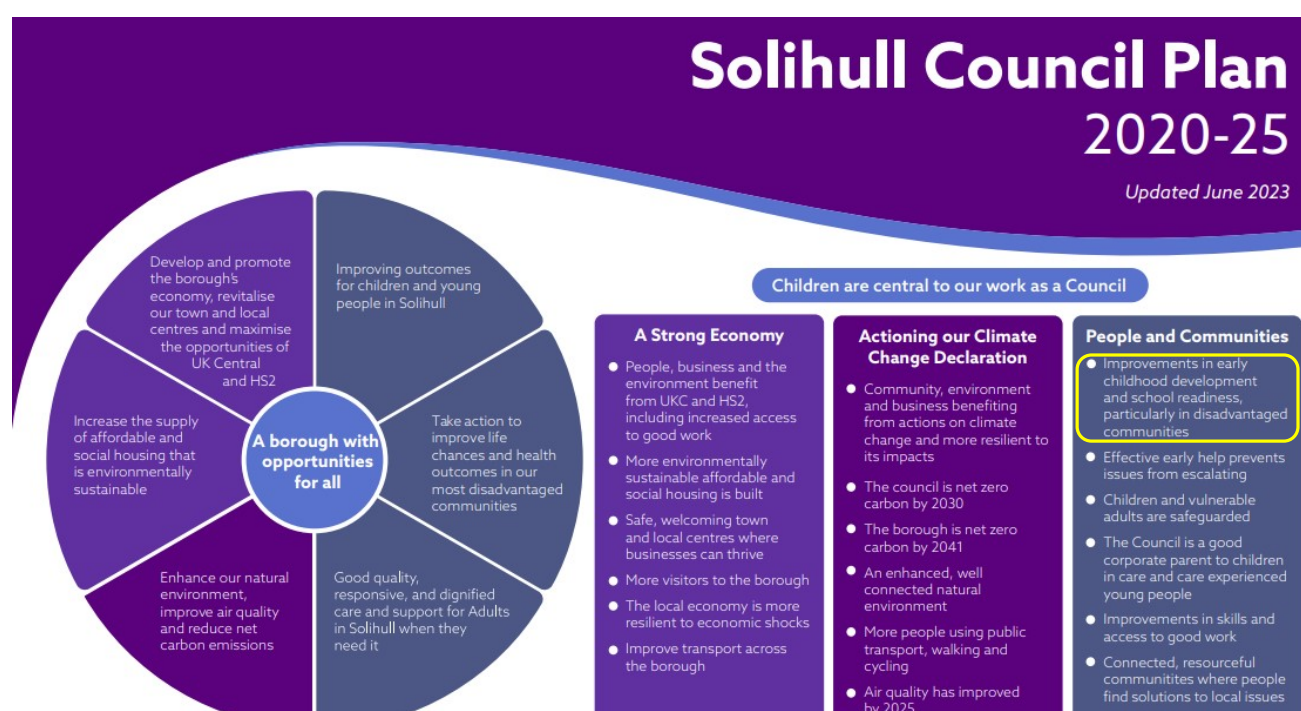 Solihull Council Plan
2020-25
Updated June 2023
Develop and promote
the borough's
economy, revitalise
our town and local
centres and maximise
the opportunities of
UK Central
and HS2
Improving outcomes
for children and young
people in Solihull
Increase the supply
of affordable and
social housing that
is environmentally
sustainable
A borough with
opportunities
for all
Take action to
improve life
chances and health
outcomes in our
most disadvantaged
communities
Enhance our natural
environment,
improve air quality
and reduce net
carbon emissions
Good quality,
responsive, and dignified
care and support for Adults
in Solihull when they
need it
Children are central to our work as a Council
A Strong Economy
People, business and the
environment benefit
from UKC and HS2,
including increased access
to good work
More environmentally
sustainable affordable and
social housing is built
Safe, welcoming town
and local centres where
businesses can thrive
More visitors to the borough
The local economy is more
resilient to economic shocks
Improve transport across
the borough
Actioning our Climate
Change Declaration
Community, environment
and business benefiting
from actions on climate
change and more resilient to
its impacts
The council is net zero
carbon by 2030
The borough is net zero
carbon by 2041
An enhanced, well
connected natural
environment
More people using public
transport, walking and
cycling
Air quality has improved
by 2025
People and Communities
Improvements in early
childhood development
and school readiness,
particularly in disadvantaged
communities
Effective early help prevents
issues from escalating
Children and vulnerable
adults are safeguarded
The Council is a good
corporate parent to children
in care and care experienced
young people
Improvements in skills and
access to good work
Connected, resourceful
communitites where people
find solutions to local issues